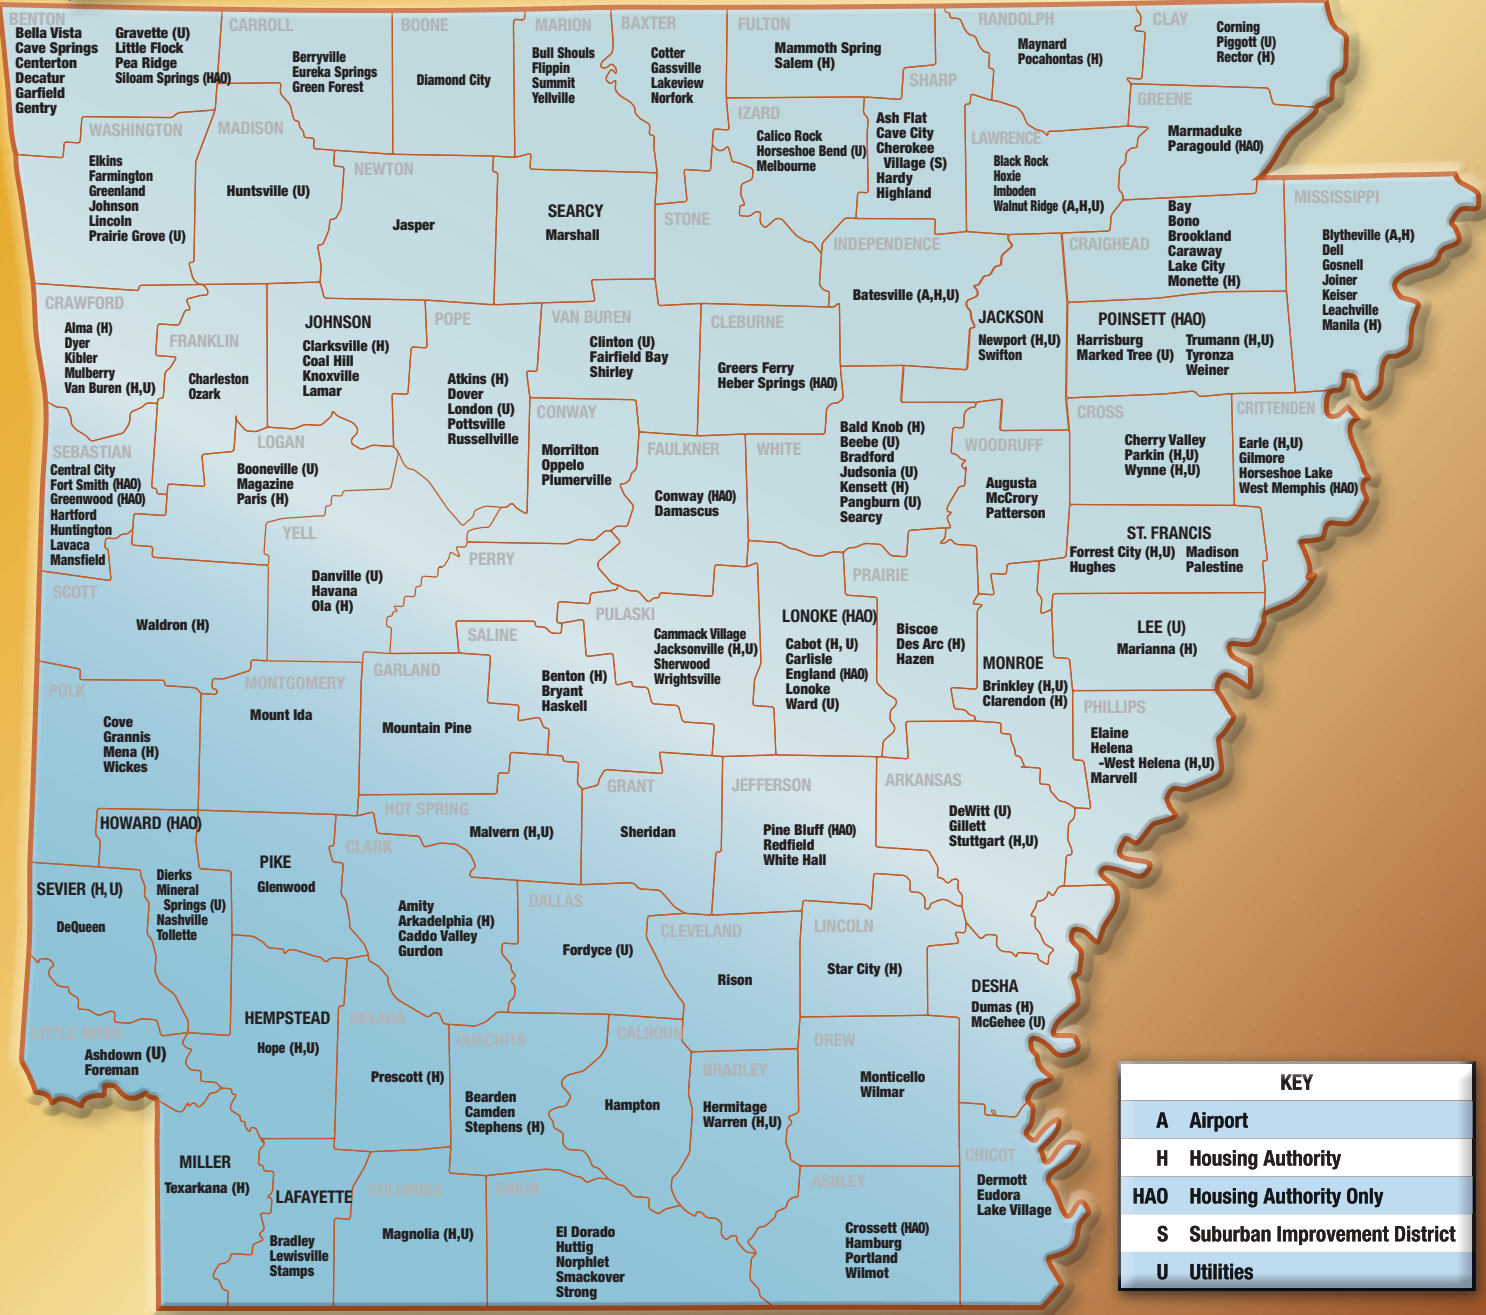 BENTON
Bella Vista
Cave Springs
Centerton
Decatur
Garfield
Gentry
Gravette (U)
Little Flock
Pea Ridge
Siloam Springs (HAO)
CARROLL
Berryville
Eureka Springs
Green Forest
BOONE
Diamond City
MARION
Bull Shouls
Flippin
Summit
Yellville
BAXTER
Cotter
Gassville
Lakeview
Norfork
FULTON
Mammoth Spring
Salem (H)
SHARP
Ash Flat
Cave City
Cherokee
Village (S)
Hardy
Highland
RANDOLPH
Maynard
Pocahontas (H)
CLAY
Corning
Piggott (U)
Rector (H)
GREENE
Marmaduke
Paragould (HAO)
WASHINGTON
Elkins
Farmington
Greenland
Johnson
Lincoln
Prairie Grove (U)
MADISON
Huntsville (U)
NEWTON
Jasper
SEARCY
Marshall
STONE
IZARD
Calico Rock
Horseshoe Bend (U)
Melbourne
LAWRENCE
Black Rock
Hoxie
Imboden
Walnut Ridge (A,H,U)
INDEPENDENCE
Batesville (A,H,U)
CRAIGHEAD
Bay
Bono
Brookland
Caraway
Lake City
Monette (H)
MISSISSIPPI
Blytheville (A,H)
Dell
Gosnell
Joiner
Keiser
Leachville
Manila (H)
CRAWFORD
Alma (H)
Dyer
Kibler
Mulberry
Van Buren (H,U)
FRANKLIN
Charleston
Ozark
JOHNSON
Clarksville (H)
Coal Hill
Knoxville
Lamar
POPE
Atkins (H)
Dover
London (U)
Pottsville
Russellville
VAN BUREN
Clinton (U)
Fairfield Bay
Shirley
CLEBURNE
Greers Ferry
Heber Springs (HAO)
JACKSON
Newport (H,U)
Swifton
POINSETT (HAO)
Harrisburg
Marked Tree (U)
Trumann (H,U)
Tyronza
Weiner
SEBASTIAN
Central City
Fort Smith (HAO)
Greenwood (HAO)
Hartford
Huntington
Lavaca
Mansfield
LOGAN
Booneville (U)
Magazine
Paris (H)
CONWAY
Morrilton
Oppelo
Plumerville
FAULKNER
Conway (HAO)
Damascus
WHITE
Bald Knob (H)
Beebe (U)
Bradford
Judsonia (U)
Kensett (H)
Pangburn (U)
Searcy
WOODRUFF
Augusta
McCrory
Patterson
CROSS
Cherry Valley
Parkin (H,U)
Wynne (H,U)
CRITTENDEN
Earle (H,U)
Gilmore
Horseshoe Lake
West Memphis (HAO)
ST. FRANCIS
Forrest City (H,U)
Hughes
Madison
Palestine
YELL
Danville (U)
Havana
Ola (H)
PERRY
SCOTT
Waldron (H)
SALINE
Benton (H)
Bryant
Haskell
PULASKI
Cammack Village
Jacksonville (H,U)
Sherwood
Wrightsville
LONOKE (HAO)
Cabot (H, U)
Carlisle
England (HAO)
Lonoke
Ward (U)
PRAIRIE
Biscoe
Des Arc (H)
Hazen
MONROE
Brinkley (H,U)
Clarendon (H)
LEE (U)
Marianna (H)
PHILLIPS
Elaine
Helena
-West Helena (H,U)
Marvell
POLK
Cove
Grannis
Mena (H)
Wickes
MONTGOMERY
Mount Ida
GARLAND
Mountain Pine
HOT SPRING
Malvern (H,U)
GRANT
Sheridan
JEFFERSON
Pine Bluff (HAO)
Redfield
White Hall
ARKANSAS
DeWitt (U)
Gillett
Stuttgart (H,U)
HOWARD (HAO)
Dierks
Mineral
Springs (U)
Nashville
Tollette
PIKE
Glenwood
CLARK
Amity
Arkadelphia (H)
Caddo Valley
Gurdon
SEVIER (H,U)
DeQueen
DALLAS
Fordyce (U)
CLEVELAND
Rison
LINCOLN
Star City (H)
DESHA
Dumas (H)
McGehee (U)
LITTLE RIVER
Ashdown (U)
Foreman
HEMPSTEAD
Hope (H,U)
NEVADA
Prescott (H)
OUACHITA
Bearden
Camden
Stephens (H)
CALHOUN
Hampton
BRADLEY
Hermitage
Warren (H,U)
DREW
Monticello
Wilmar
MILLER
Texarkana (H)
LAFAYETTE
Bradley
Lewisville
Stamps
COLUMBIA
Magnolia (H,U)
UNION
El Dorado
Huttig
Norphlet
Smackover
Strong
ASHLEY
Crossett (HAO)
Hamburg
Portland
Wilmot
CHICOT
Dermott
Eudora
Lake Village
KEY
A Airport
H Housing Authority
HAO Housing Authority Only
S Suburban Improvement District
U Utilities